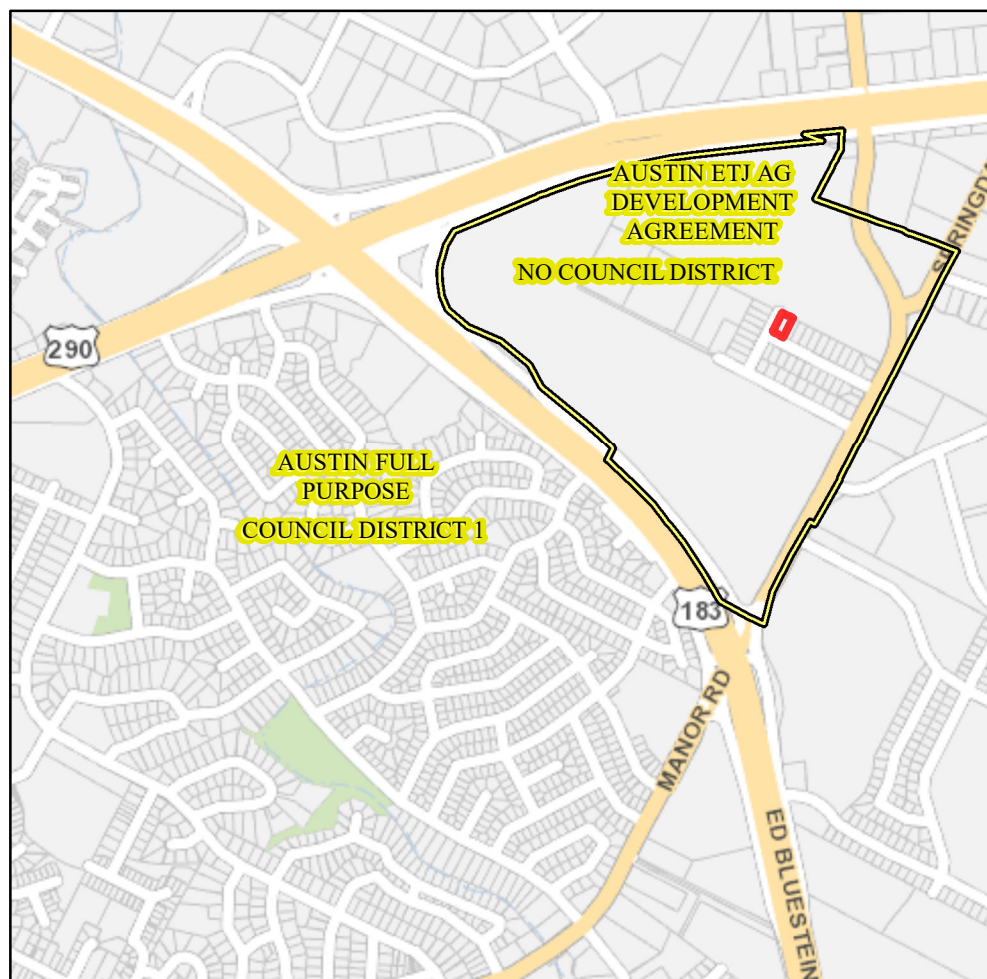 AUSTIN ETJ AG
DEVELOPMENT
AGREEMENT
NO COUNCIL DISTRICT
290
AUSTIN FULL
PURPOSE
COUNCIL DISTRICT 1
183
MANOR RD
ED BLUESTEIN